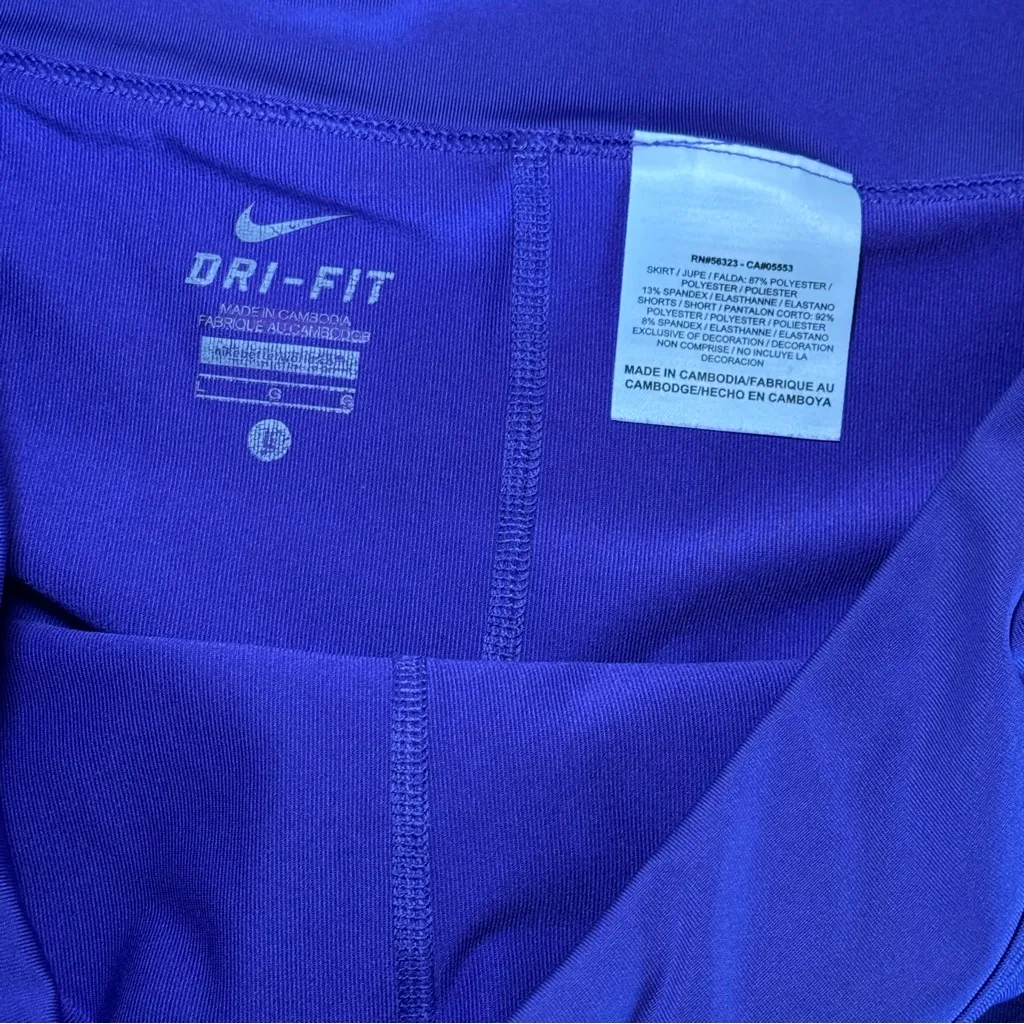 DRI-FIT
MADE IN CAMBODIA
FABRIQUE AU CAMBODGE
L G G
L
RN#56323 - CA#05553
SKIRT / JUPE / FALDA: 87% POLYESTER /
POLYESTER / POLIESTER
13% SPANDEX / ELASTHANNE / ELASTANO
SHORTS / SHORT / PANTALON CORTO: 92%
POLYESTER / POLYESTER / POLIESTER
8% SPANDEX / ELASTHANNE / ELASTANO
EXCLUSIVE OF DECORATION / DECORATION
NON COMPRISE / NO INCLUYE LA
DECORACION
MADE IN CAMBODIA/FABRIQUE AU
CAMBODGE/HECHO EN CAMBOYA